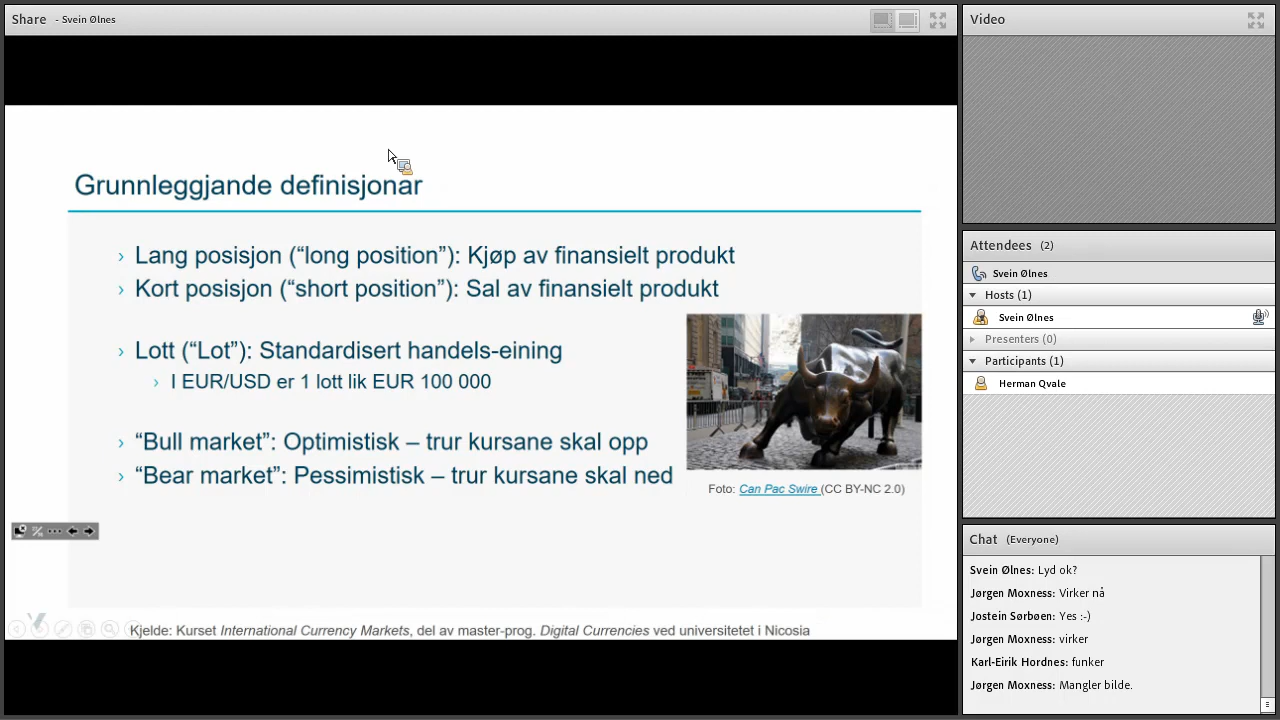 Share - Svein Ølnes
Grunnleggjande definisjonar
› Lang posisjon (“long position”): Kjøp av finansielt produkt
› Kort posisjon (“short position”): Sal av finansielt produkt
› Lott (“Lot”): Standardisert handels-eining
› I EUR/USD er 1 lott lik EUR 100 000
› “Bull market”: Optimistisk – trur kursane skal opp
› “Bear market”: Pessimistisk – trur kursane skal ned
Foto: Can Pac Swire (CC BY-NC 2.0)
Kjelde: Kurset International Currency Markets, del av master-prog. Digital Currencies ved universitetet i Nicosia
Video
Attendees (2)
Svein Ølnes
Hosts (1)
Svein Ølnes
Presenters (0)
Participants (1)
Herman Qvale
Chat (Everyone)
Svein Ølnes: Lyd ok?
Jørgen Moxness: Virker nå
Jostein Sørbøen: Yes :-)
Jørgen Moxness: virker
Karl-Eirik Hordnes: funker
Jørgen Moxness: Mangler bilde.